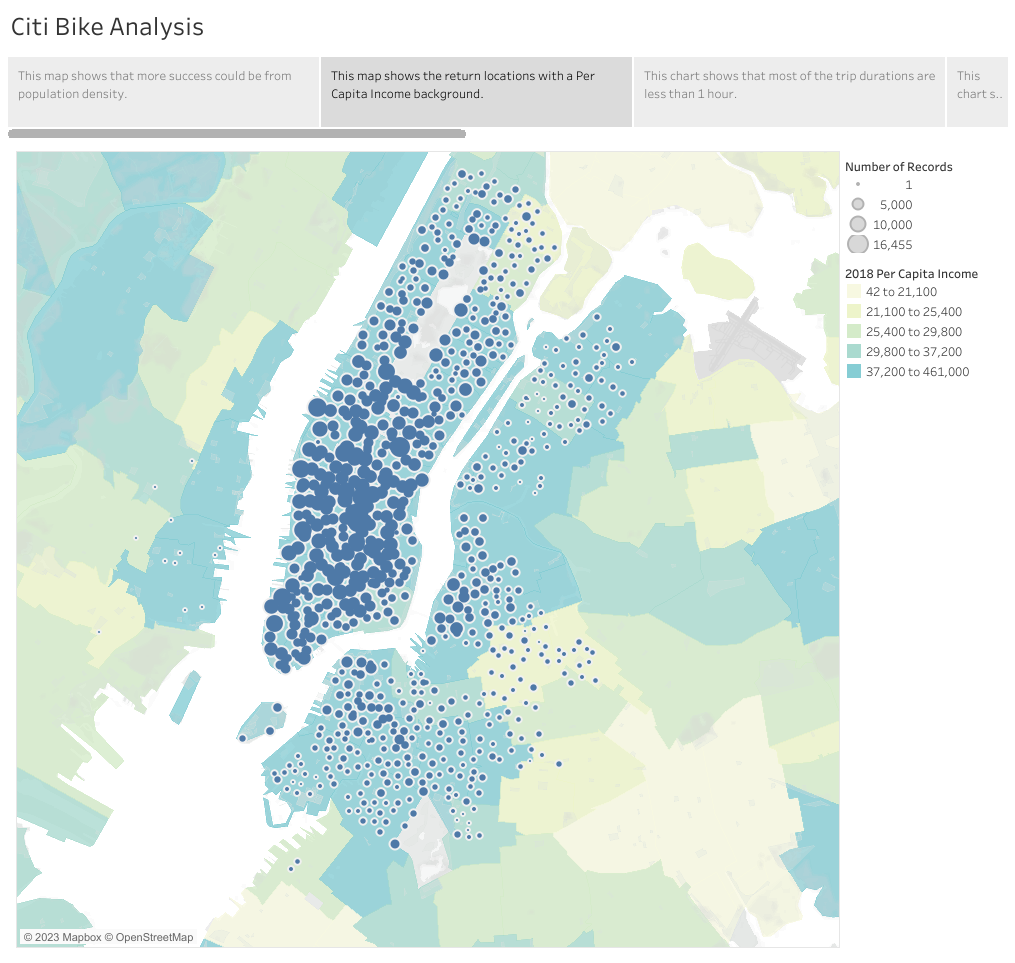 Citi Bike Analysis
This map shows that more success could be from
population density.
This map shows the return locations with a Per
Capita Income background.
This chart shows that most of the trip durations are
less than 1 hour.
This
chart s..
Number of Records
1
5,000
10,000
16,455
2018 Per Capita Income
42 to 21,100
21,100 to 25,400
25,400 to 29,800
29,800 to 37,200
37,200 to 461,000
© 2023 Mapbox © OpenStreetMap